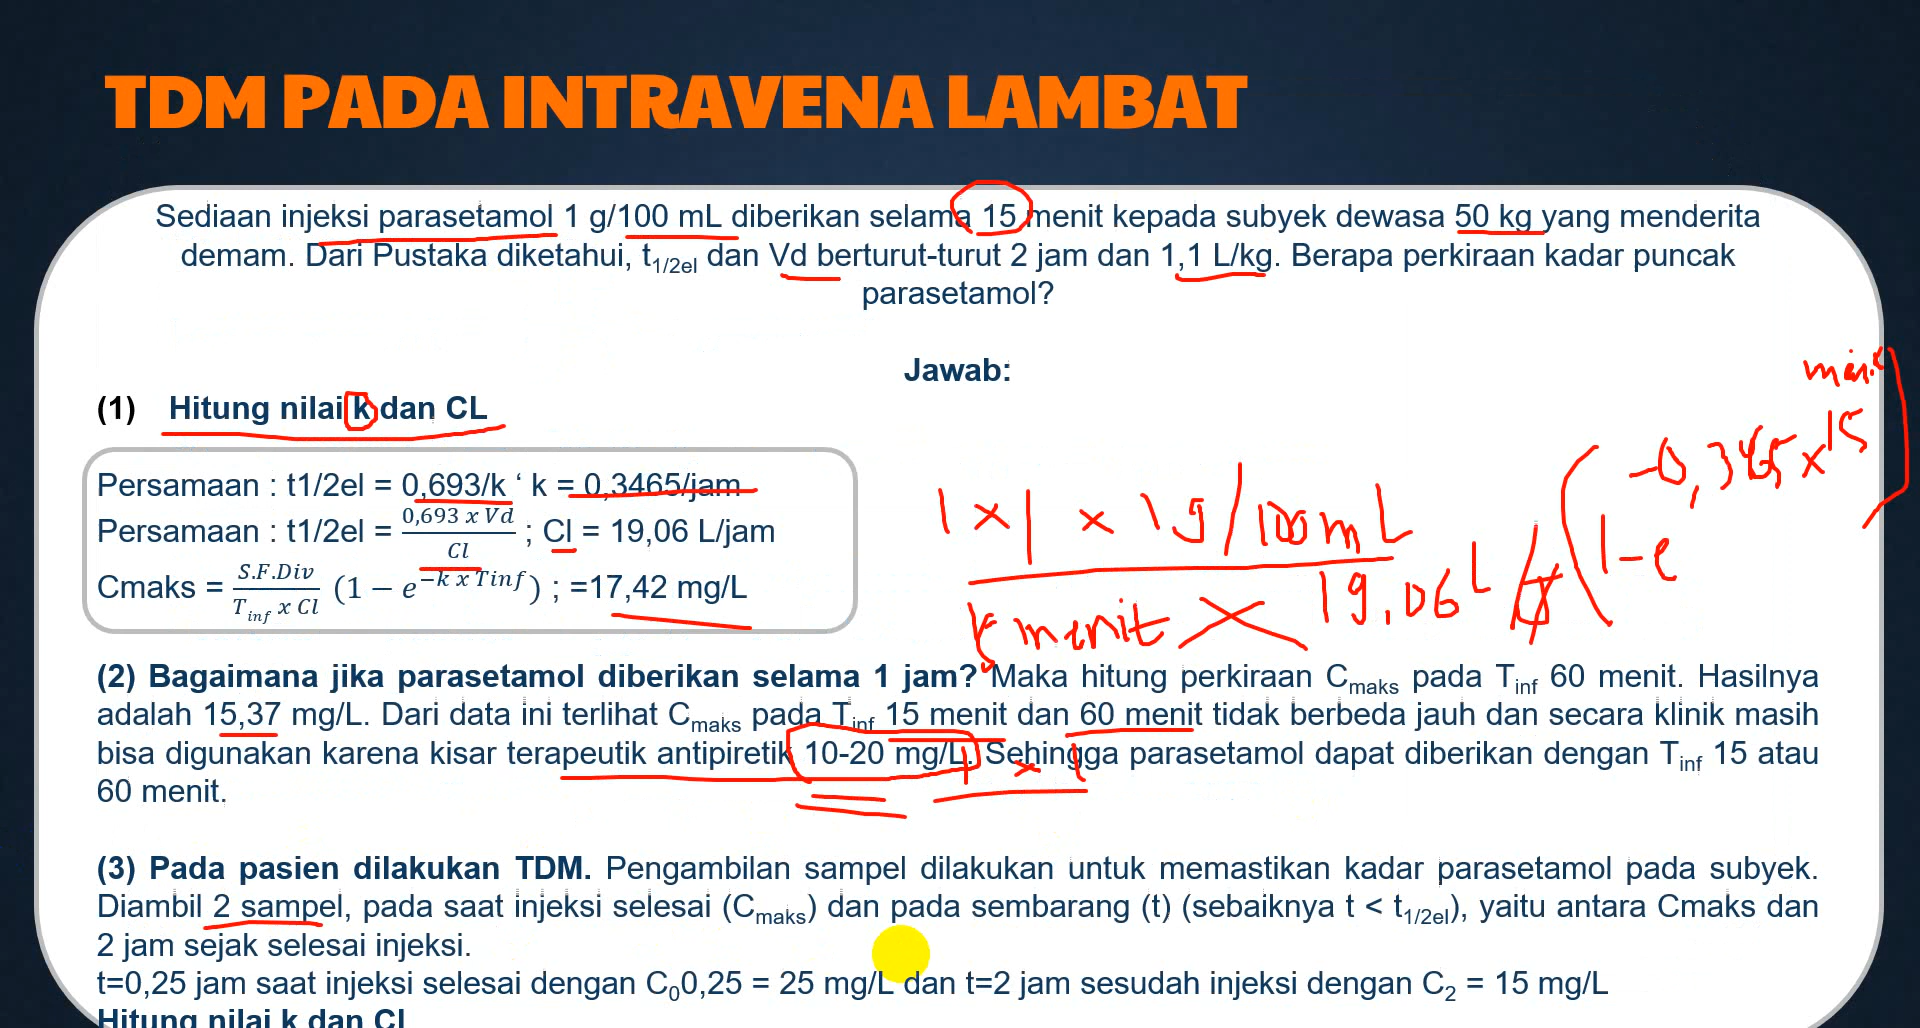 TDM PADA INTRAVENA LAMBAT
Sediaan injeksi parasetamol 1 g/100 mL diberikan selama 15 menit kepada subyek dewasa 50 kg yang menderita
demam. Dari Pustaka diketahui, t1/2el dan Vd berturut-turut 2 jam dan 1,1 L/kg. Berapa perkiraan kadar puncak
parasetamol?
Jawab:
(1) Hitung nilai k dan CL
Persamaan : t1/2el = 0,693/k ‘ k = 0,3465/jam
Persamaan : t1/2el = 0,693 x Vd / Cl ; Cl = 19,06 L/jam
Cmaks = S.F.Div / Tinf x Cl (1 − e^−k x Tinf) ; =17,42 mg/L
1 x 1 x 1g/100 mL
menit x 19,06 L
(1 - e
-0,3465 x 15
(2) Bagaimana jika parasetamol diberikan selama 1 jam? Maka hitung perkiraan Cmaks pada Tinf 60 menit. Hasilnya
adalah 15,37 mg/L. Dari data ini terlihat Cmaks pada Tinf 15 menit dan 60 menit tidak berbeda jauh dan secara klinik masih
bisa digunakan karena kisar terapeutik antipiretik 10-20 mg/L. Sehingga parasetamol dapat diberikan dengan Tinf 15 atau
60 menit.
1 x 1
(3) Pada pasien dilakukan TDM. Pengambilan sampel dilakukan untuk memastikan kadar parasetamol pada subyek.
Diambil 2 sampel, pada saat injeksi selesai (Cmaks) dan pada sembarang (t) (sebaiknya t < t1/2el), yaitu antara Cmaks dan
2 jam sejak selesai injeksi.
t=0,25 jam saat injeksi selesai dengan C00,25 = 25 mg/L dan t=2 jam sesudah injeksi dengan C2 = 15 mg/L
Hitung nilai k dan Cl